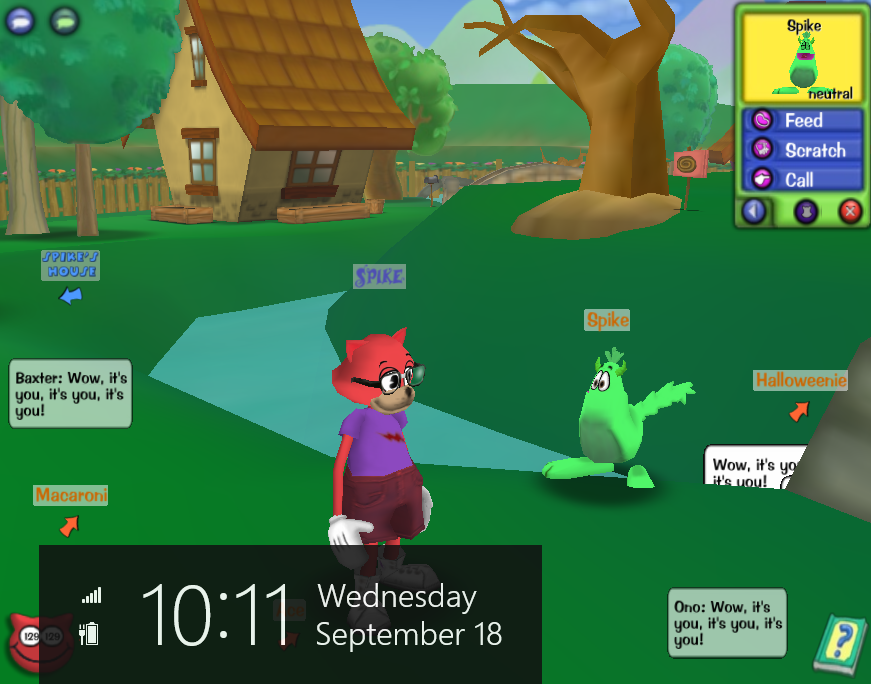 Spike
neutral
Feed
Scratch
Call
SPIKE'S
HOUSE
SPIKE
Spike
Baxter: Wow, it's
you, it's you, it's
you!
Halloweenie
Wow, it's yo
it's you!
Macaroni
129 129
10:11
Wednesday
September 18
Ono: Wow, it's
you, it's you, it's
you!
?